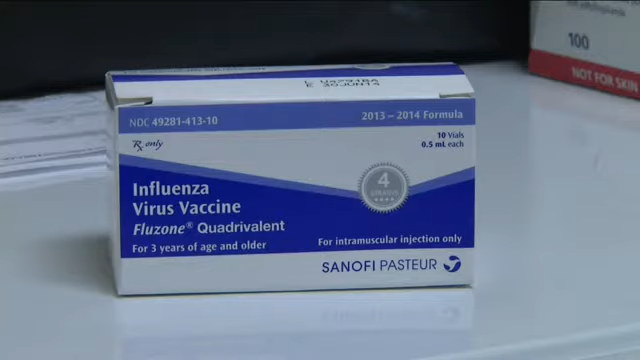 E 30JUN14
NDC 49281-413-10
2013 – 2014 Formula
Rx only
10 Vials
0.5 mL each
4
STRAINS
Influenza
Virus Vaccine
Fluzone® Quadrivalent
For 3 years of age and older
For intramuscular injection only
SANOFI PASTEUR
100
NOT FOR SKIN